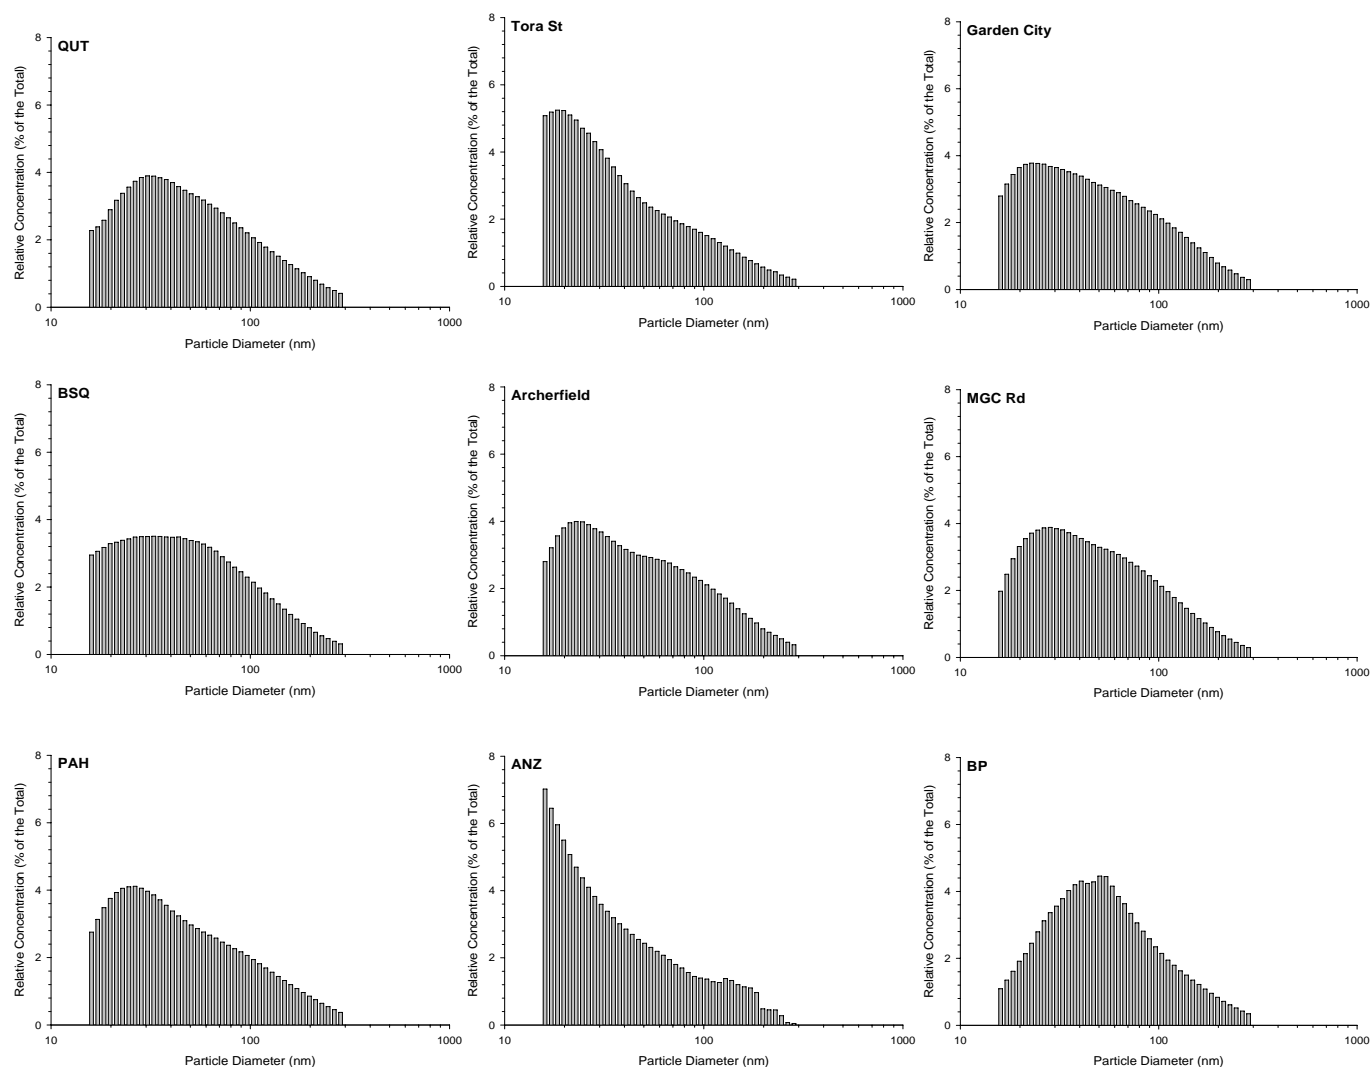 QUT
Relative Concentration (% of the Total)
8
6
4
2
0
10
100
1000
Particle Diameter (nm)
Tora St
Relative Concentration (% of the Total)
8
6
4
2
0
10
100
1000
Particle Diameter (nm)
Garden City
Relative Concentration (% of the Total)
8
6
4
2
0
10
100
1000
Particle Diameter (nm)
BSQ
Relative Concentration (% of the Total)
8
6
4
2
0
10
100
1000
Particle Diameter (nm)
Archerfield
Relative Concentration (% of the Total)
8
6
4
2
0
10
100
1000
Particle Diameter (nm)
MGC Rd
Relative Concentration (% of the Total)
8
6
4
2
0
10
100
1000
Particle Diameter (nm)
PAH
Relative Concentration (% of the Total)
8
6
4
2
0
10
100
1000
Particle Diameter (nm)
ANZ
Relative Concentration (% of the Total)
8
6
4
2
0
10
100
1000
Particle Diameter (nm)
BP
Relative Concentration (% of the Total)
8
6
4
2
0
10
100
1000
Particle Diameter (nm)